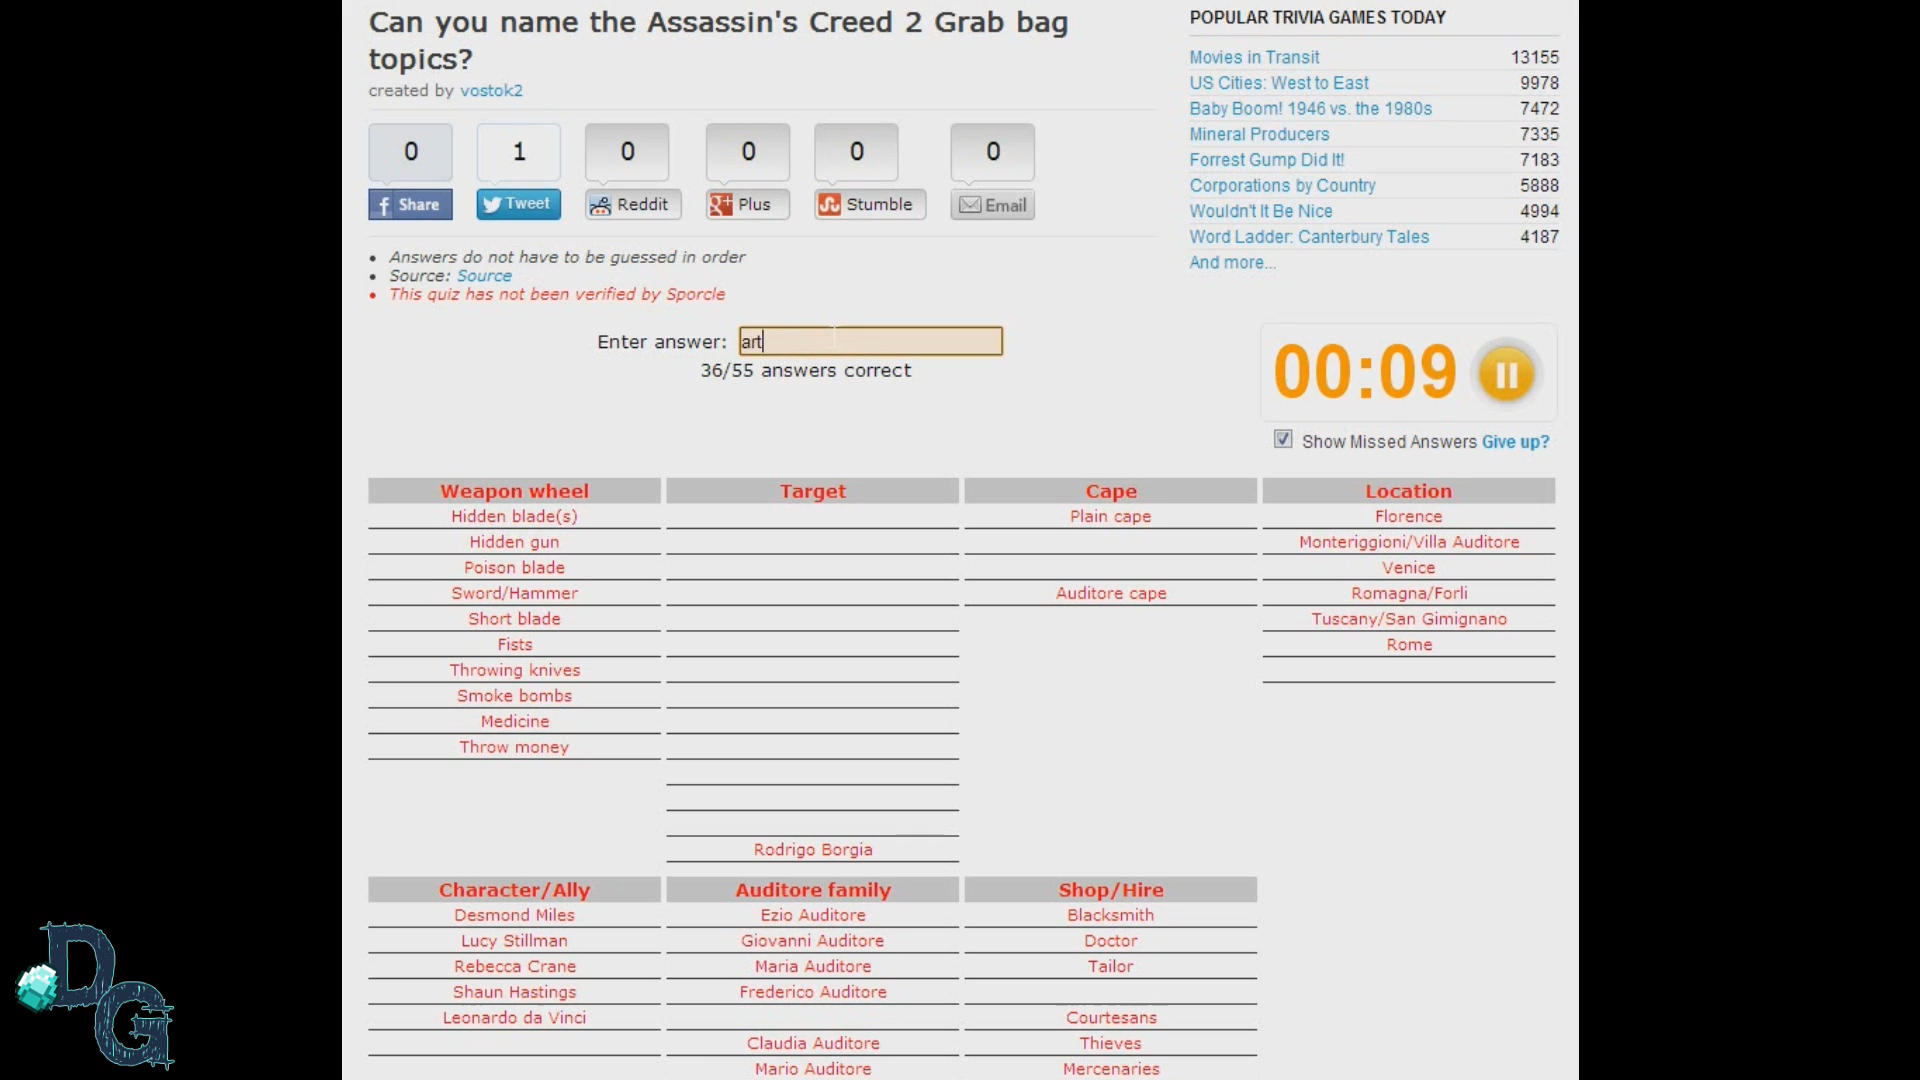 Can you name the Assassin's Creed 2 Grab bag
topics?
created by vostok2
0 1 0 0 0 0
Share Tweet Reddit Plus Stumble Email
Answers do not have to be guessed in order
Source: Source
This quiz has not been verified by Sporcle
POPULAR TRIVIA GAMES TODAY
Movies in Transit 13155
US Cities: West to East 9978
Baby Boom! 1946 vs. the 1980s 7472
Mineral Producers 7335
Forrest Gump Did It! 7183
Corporations by Country 5888
Wouldn't It Be Nice 4994
Word Ladder: Canterbury Tales 4187
And more...
Enter answer: art
36/55 answers correct
00:09
Show Missed Answers Give up?
Weapon wheel Target Cape Location
Hidden blade(s) Plain cape Florence
Hidden gun Monteriggioni/Villa Auditore
Poison blade Venice
Sword/Hammer Auditore cape Romagna/Forli
Short blade Tuscany/San Gimignano
Fists Rome
Throwing knives
Smoke bombs
Medicine
Throw money
Rodrigo Borgia
Character/Ally Auditore family Shop/Hire
Desmond Miles Ezio Auditore Blacksmith
Lucy Stillman Giovanni Auditore Doctor
Rebecca Crane Maria Auditore Tailor
Shaun Hastings Frederico Auditore
Leonardo da Vinci Courtesans
Claudia Auditore Thieves
Mario Auditore Mercenaries
DG